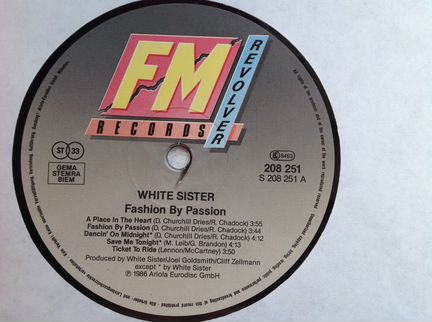 FM
REVOLVER
RECORDS
ST 33
GEMA
STEMRA
BIEM
LC 8483
208 251
S 208 251 A
WHITE SISTER
Fashion By Passion
A Place In The Heart (D. Churchill Dries/R. Chadock) 3:55
Fashion By Passion (D. Churchill Dries/R. Chadock) 3:44
Dancin' On Midnight* (D. Churchill Dries/R. Chadock) 4:12
Save Me Tonight* (M. Leib/G. Brandon) 4:13
Ticket To Ride (Lennon/McCartney) 3:50
Produced by White Sister/Joel Goldsmith/Cliff Zellmann
except * by White Sister
℗ 1986 Ariola Eurodisc GmbH